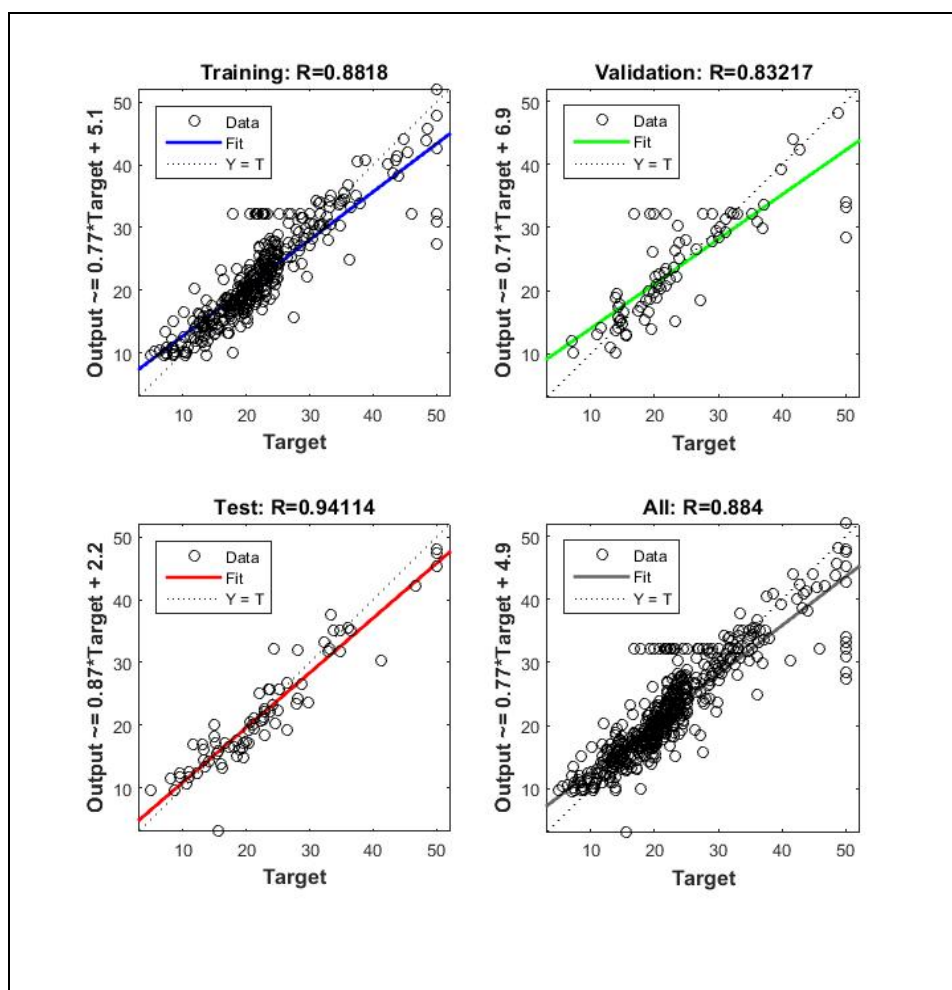 Training: R=0.8818
Output ~= 0.77*Target + 5.1
50
40
30
20
10
Data
Fit
Y = T
10 20 30 40 50
Target
Validation: R=0.83217
Output ~= 0.71*Target + 6.9
50
40
30
20
10
Data
Fit
Y = T
10 20 30 40 50
Target
Test: R=0.94114
Output ~= 0.87*Target + 2.2
50
40
30
20
10
Data
Fit
Y = T
10 20 30 40 50
Target
All: R=0.884
Output ~= 0.77*Target + 4.9
50
40
30
20
10
Data
Fit
Y = T
10 20 30 40 50
Target